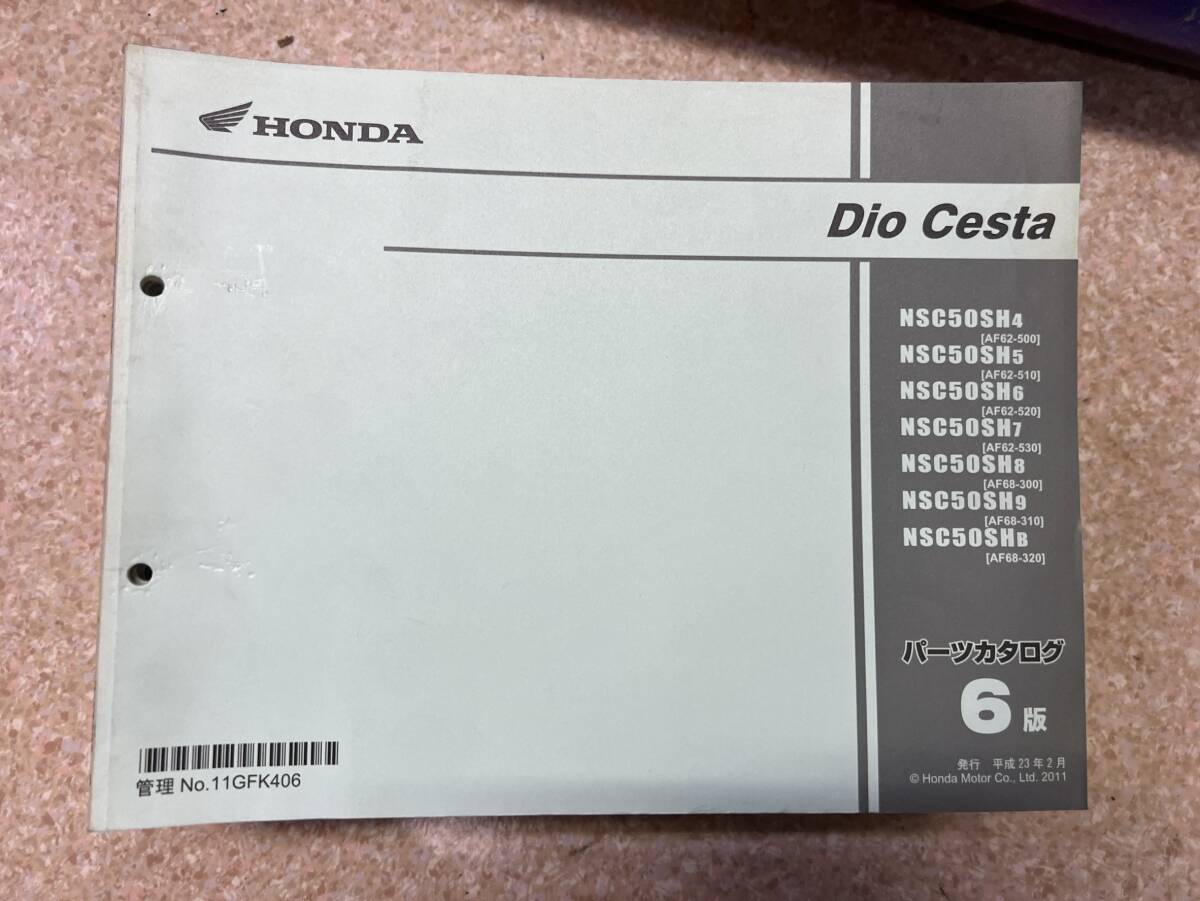 HONDA
Dio Cesta
NSC50SH4
[AF62-500]
NSC50SH5
[AF62-510]
NSC50SH6
[AF62-520]
NSC50SH7
[AF62-530]
NSC50SH8
[AF68-300]
NSC50SH9
[AF68-310]
NSC50SHB
[AF68-320]
パーツカタログ
6版
発行 平成23年2月
© Honda Motor Co., Ltd. 2011
管理 No.11GFK406